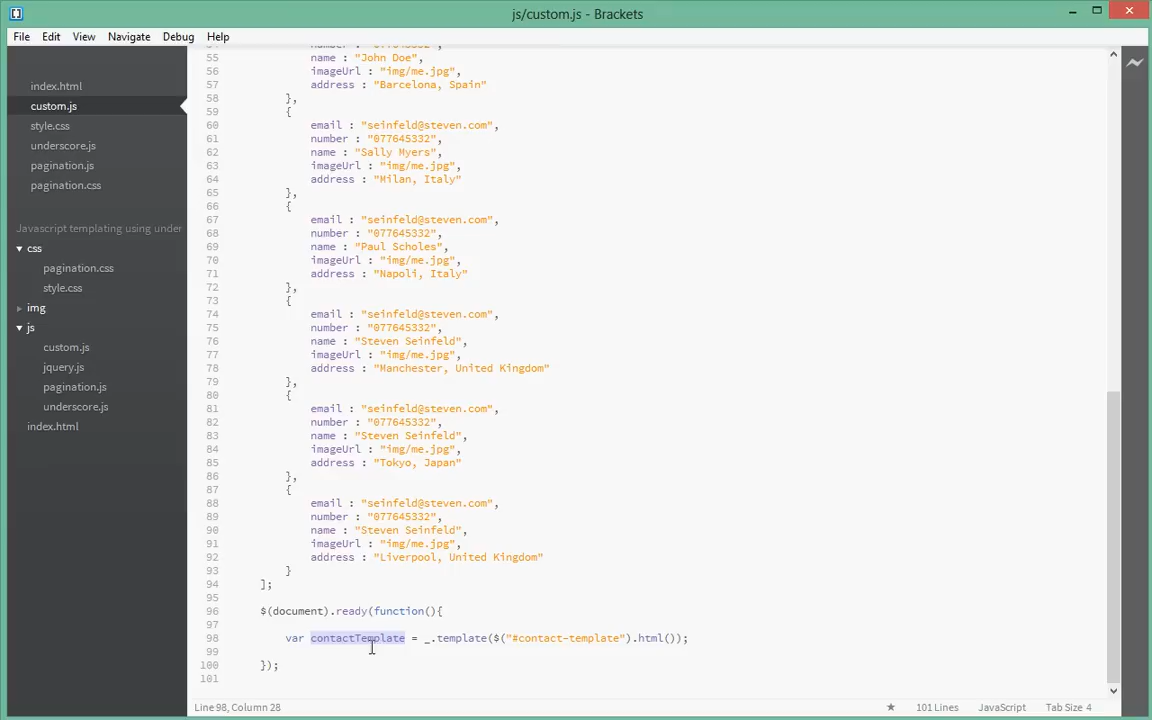 js/custom.js - Brackets
File Edit View Navigate Debug Help
index.html
custom.js
style.css
underscore.js
pagination.js
pagination.css
Javascript templating using under
css
pagination.css
style.css
img
js
custom.js
jquery.js
pagination.js
underscore.js
index.html
55 name : "John Doe",
56 imageUrl : "img/me.jpg",
57 address : "Barcelona, Spain"
58 },
59 {
60 email : "seinfeld@steven.com",
61 number : "077645332",
62 name : "Sally Myers",
63 imageUrl : "img/me.jpg",
64 address : "Milan, Italy"
65 },
66 {
67 email : "seinfeld@steven.com",
68 number : "077645332",
69 name : "Paul Scholes",
70 imageUrl : "img/me.jpg",
71 address : "Napoli, Italy"
72 },
73 {
74 email : "seinfeld@steven.com",
75 number : "077645332",
76 name : "Steven Seinfeld",
77 imageUrl : "img/me.jpg",
78 address : "Manchester, United Kingdom"
79 },
80 {
81 email : "seinfeld@steven.com",
82 number : "077645332",
83 name : "Steven Seinfeld",
84 imageUrl : "img/me.jpg",
85 address : "Tokyo, Japan"
86 },
87 {
88 email : "seinfeld@steven.com",
89 number : "077645332",
90 name : "Steven Seinfeld",
91 imageUrl : "img/me.jpg",
92 address : "Liverpool, United Kingdom"
93 }
94 ];
95
96 $(document).ready(function(){
97
98 var contactTemplate = _.template($("#contact-template").html());
99
100 });
101
Line 98, Column 28 101 Lines JavaScript Tab Size 4